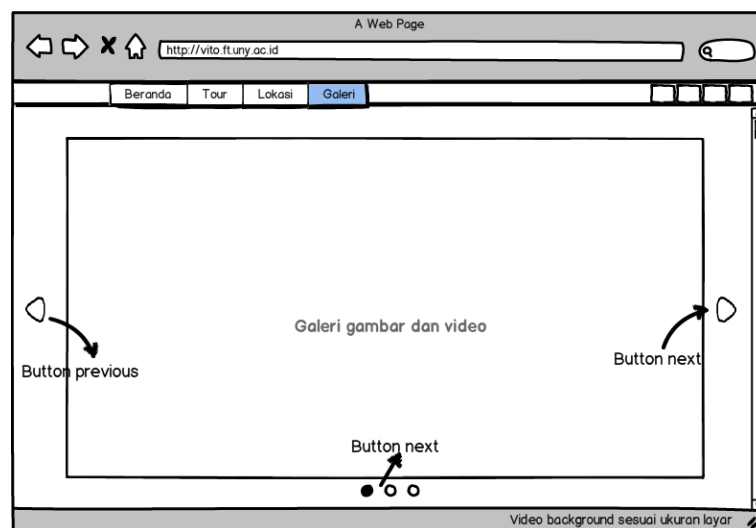 A Web Page
http://vito.ft.uny.ac.id
Beranda Tour Lokasi Galeri
Galeri gambar dan video
Button next
Button previous
Button next
Video background sesuai ukuran layar